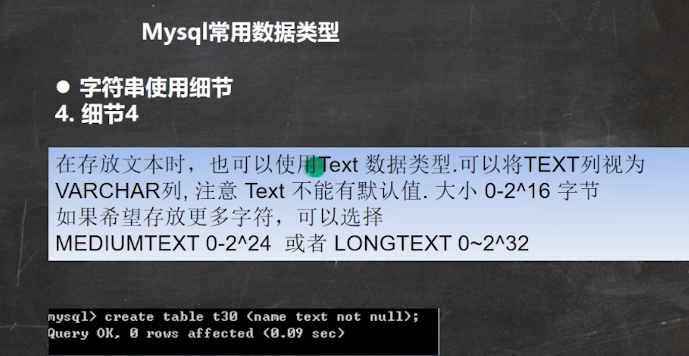 Mysql常用数据类型
● 字符串使用细节
4. 细节4
在存放文本时，也可以使用Text 数据类型.可以将TEXT列视为
VARCHAR列, 注意 Text 不能有默认值. 大小 0-2^16 字节
如果希望存放更多字符，可以选择
MEDIUMTEXT 0-2^24 或者 LONGTEXT 0~2^32
mysql> create table t30 (name text not null);
Query OK, 0 rows affected (0.09 sec)